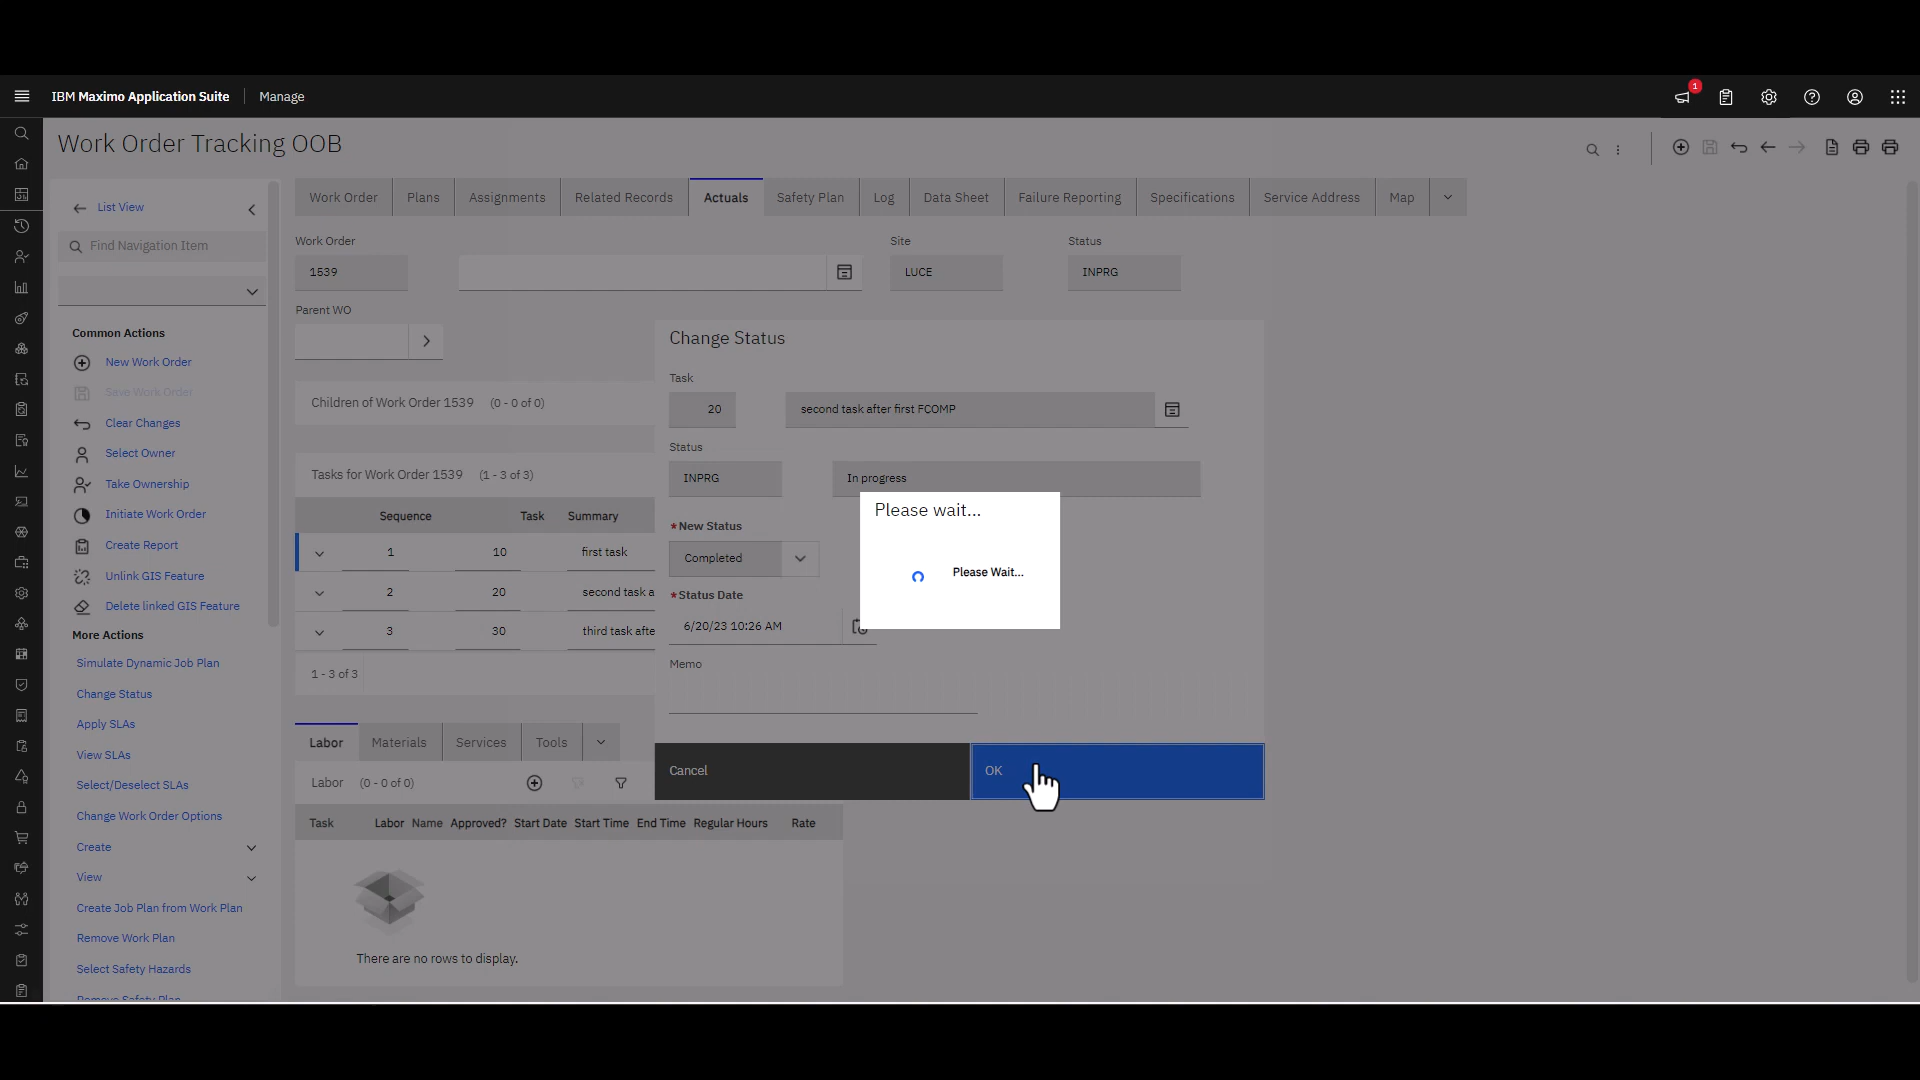 IBM Maximo Application Suite | Manage
1
Work Order Tracking OOB
List View
Find Navigation Item
Common Actions
New Work Order
Save Work Order
Clear Changes
Select Owner
Take Ownership
Initiate Work Order
Create Report
Unlink GIS Feature
Delete linked GIS Feature
More Actions
Simulate Dynamic Job Plan
Change Status
Apply SLAs
View SLAs
Select/Deselect SLAs
Change Work Order Options
Create
View
Create Job Plan from Work Plan
Remove Work Plan
Select Safety Hazards
Remove Safety Plan
Work Order Plans Assignments Related Records Actuals Safety Plan Log Data Sheet Failure Reporting Specifications Service Address Map
Work Order Site Status
1539 LUCE INPRG
Parent WO
Children of Work Order 1539 (0 - 0 of 0)
Tasks for Work Order 1539 (1 - 3 of 3)
Sequence Task Summary
1 10 first task
2 20 second task a
3 30 third task afte
1 - 3 of 3
Labor Materials Services Tools
Labor (0 - 0 of 0)
Task Labor Name Approved? Start Date Start Time End Time Regular Hours Rate
There are no rows to display.
Change Status
Task
20 second task after first FCOMP
Status
INPRG In progress
*New Status
Completed
*Status Date
6/20/23 10:26 AM
Memo
Cancel OK
Please wait...
Please Wait...